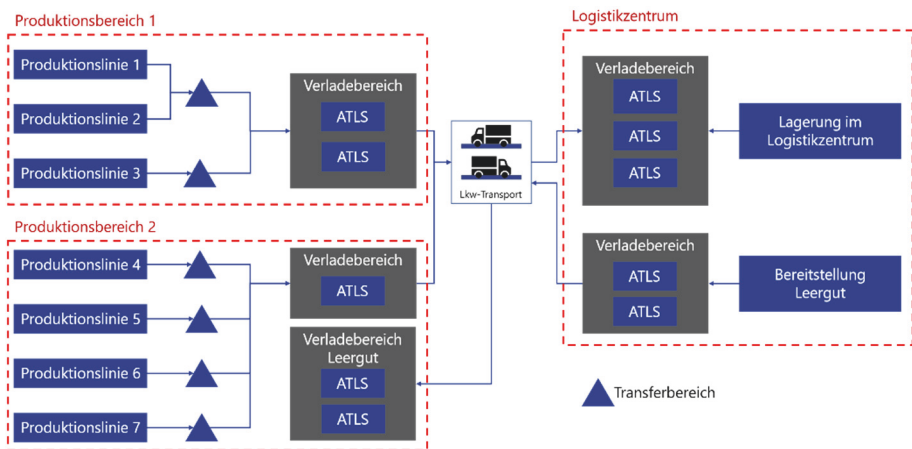 Produktionsbereich 1
Produktionslinie 1
Produktionslinie 2
Produktionslinie 3
Verladebereich
ATLS
ATLS
Produktionsbereich 2
Produktionslinie 4
Produktionslinie 5
Produktionslinie 6
Produktionslinie 7
Verladebereich
ATLS
Verladebereich
Leergut
ATLS
ATLS
Lkw-Transport
Logistikzentrum
Verladebereich
ATLS
ATLS
ATLS
Lagerung im
Logistikzentrum
Verladebereich
ATLS
ATLS
Bereitstellung
Leergut
Transferbereich